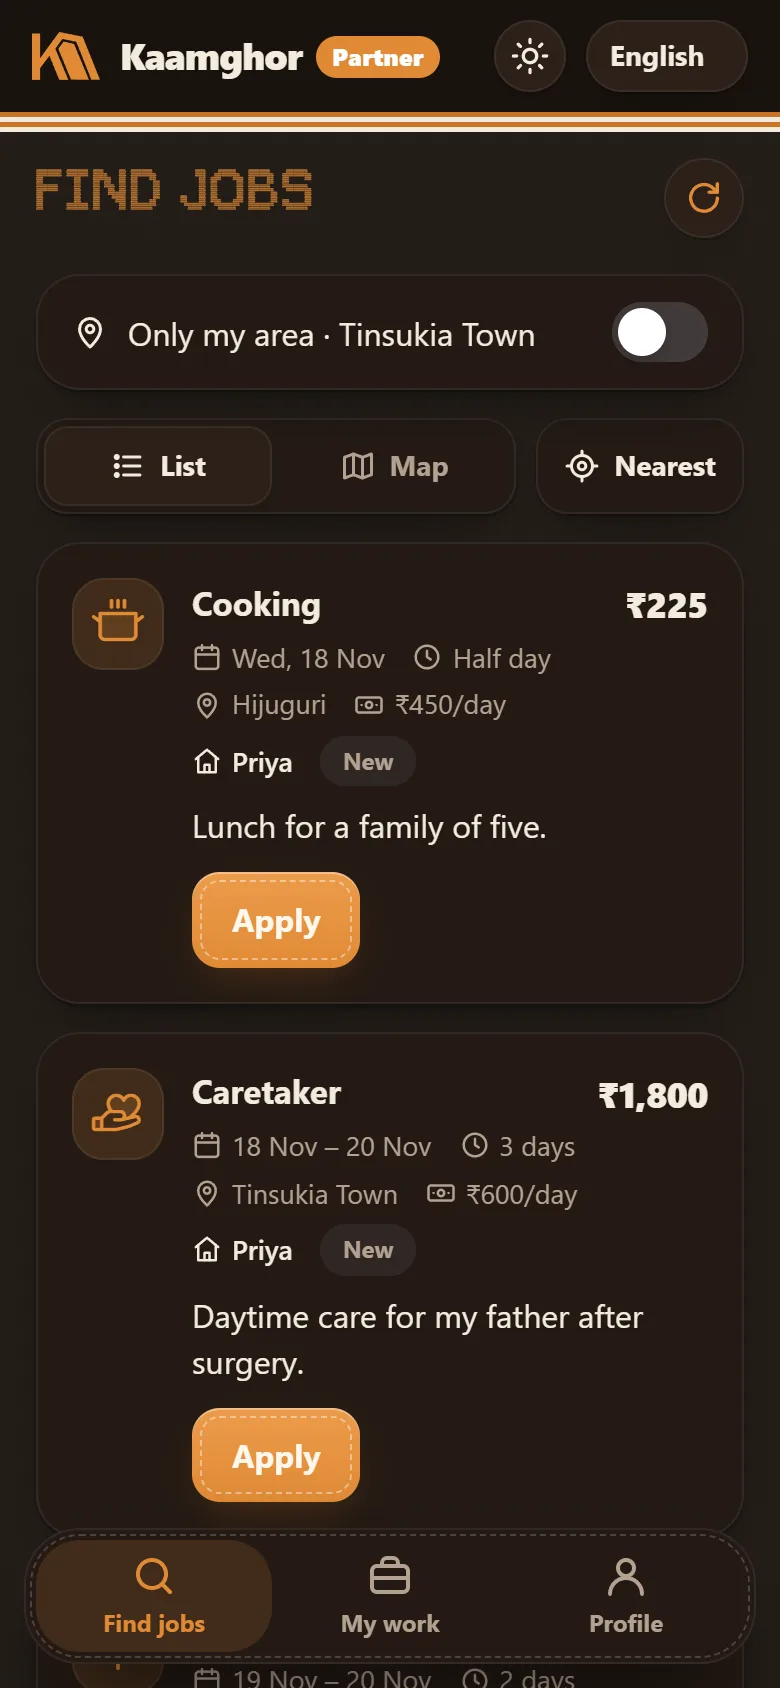 Kaamghor Partner English
FIND JOBS
Only my area · Tinsukia Town
List Map Nearest
Cooking ₹225
Wed, 18 Nov Half day
Hijuguri ₹450/day
Priya New
Lunch for a family of five.
Apply
Caretaker ₹1,800
18 Nov – 20 Nov 3 days
Tinsukia Town ₹600/day
Priya New
Daytime care for my father after
surgery.
Apply
Find jobs My work Profile
19 Nov – 20 Nov 2 days